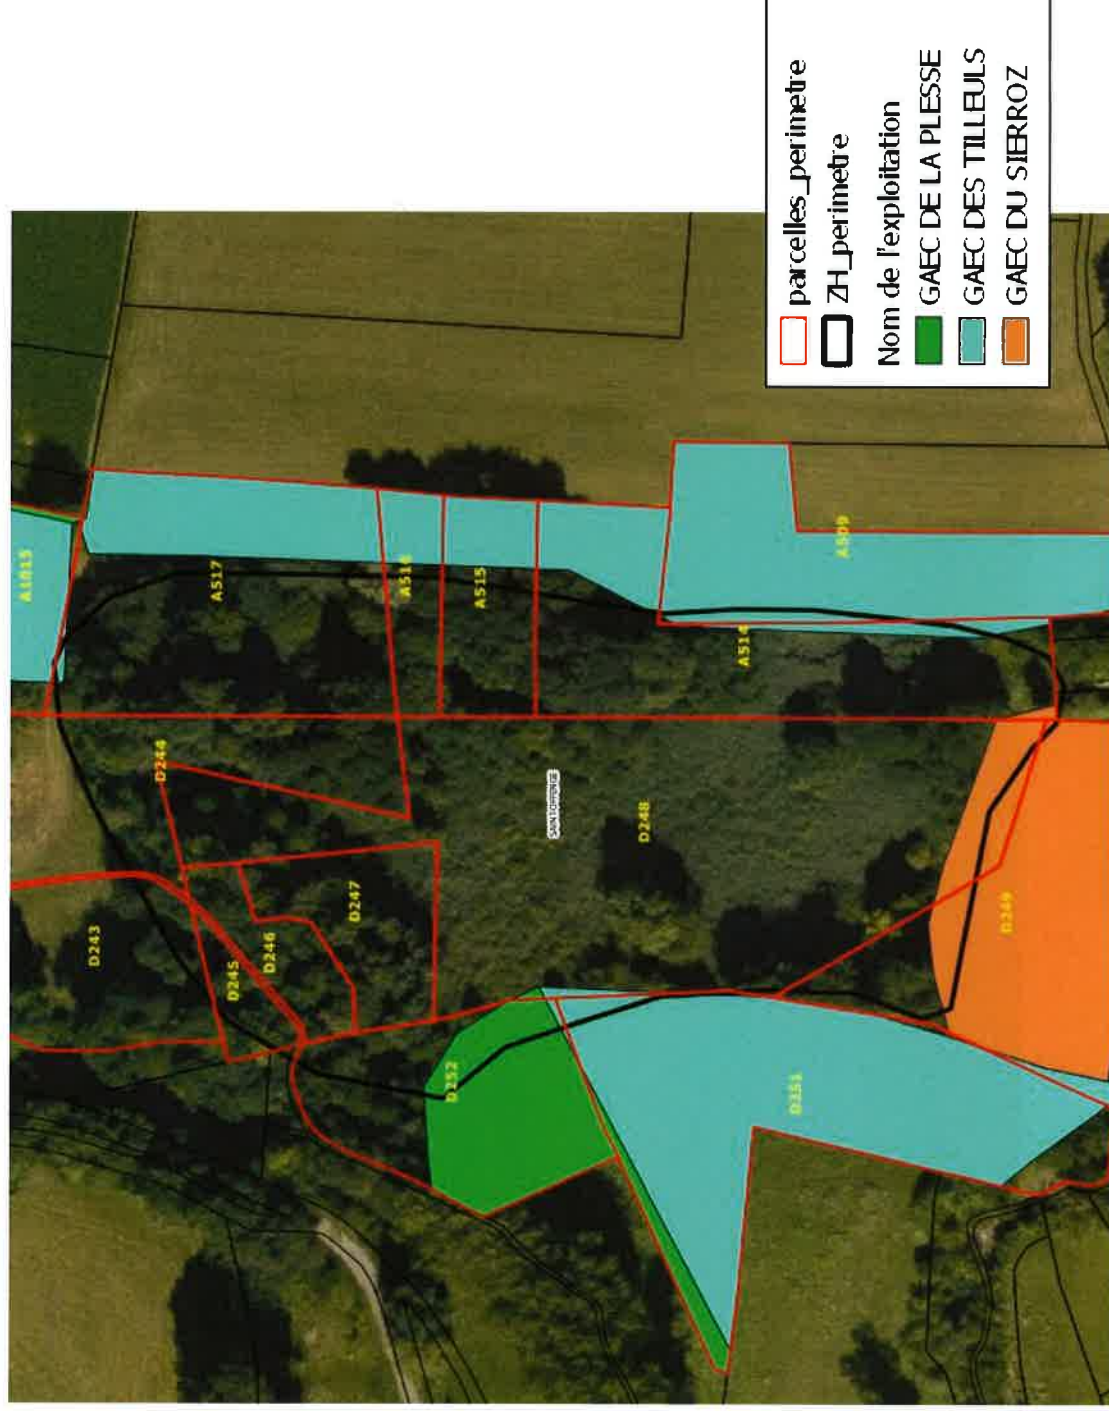 A1015
A517
A516
A515
A509
A514
D244
D248
D243
D245
D246
D247
D249
D252
D251
parcelles_perimetre
ZH_perimetre
Nom de l'exploitation
GAEC DE LA PLESSE
GAEC DES TILLEULS
GAEC DU SIERROZ